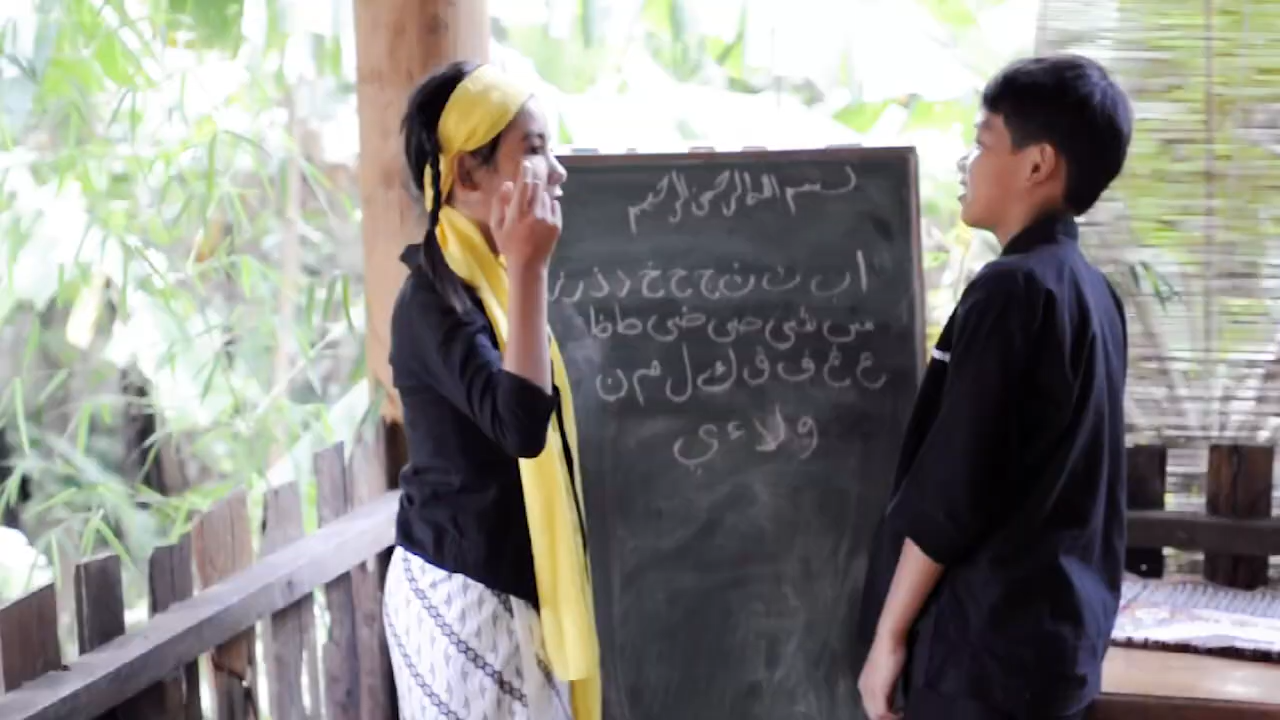 بسم الله الرحمن الرحيم
ا ب ت ث ج ح خ د ذ ر ز
س ش ص ض ط ظ
ع غ ف ق ك ل م ن
و لا ء ي